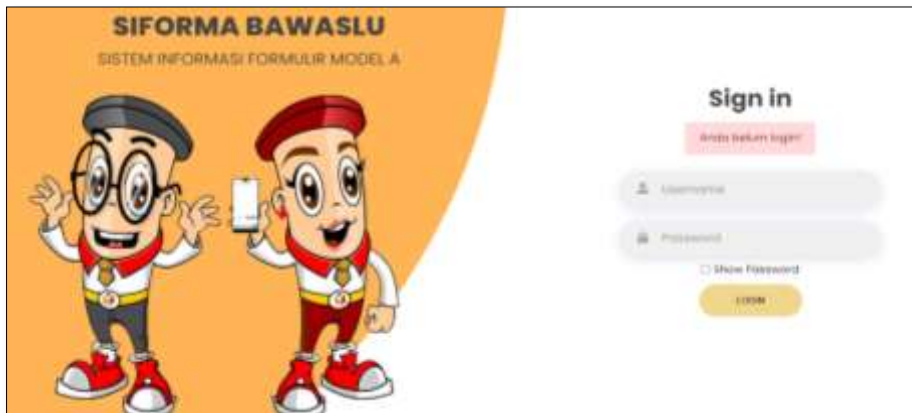 SIFORMA BAWASLU
SISTEM INFORMASI FORMULIR MODEL A
Sign in
Anda belum login!
Username
Password
Show Password
LOGIN